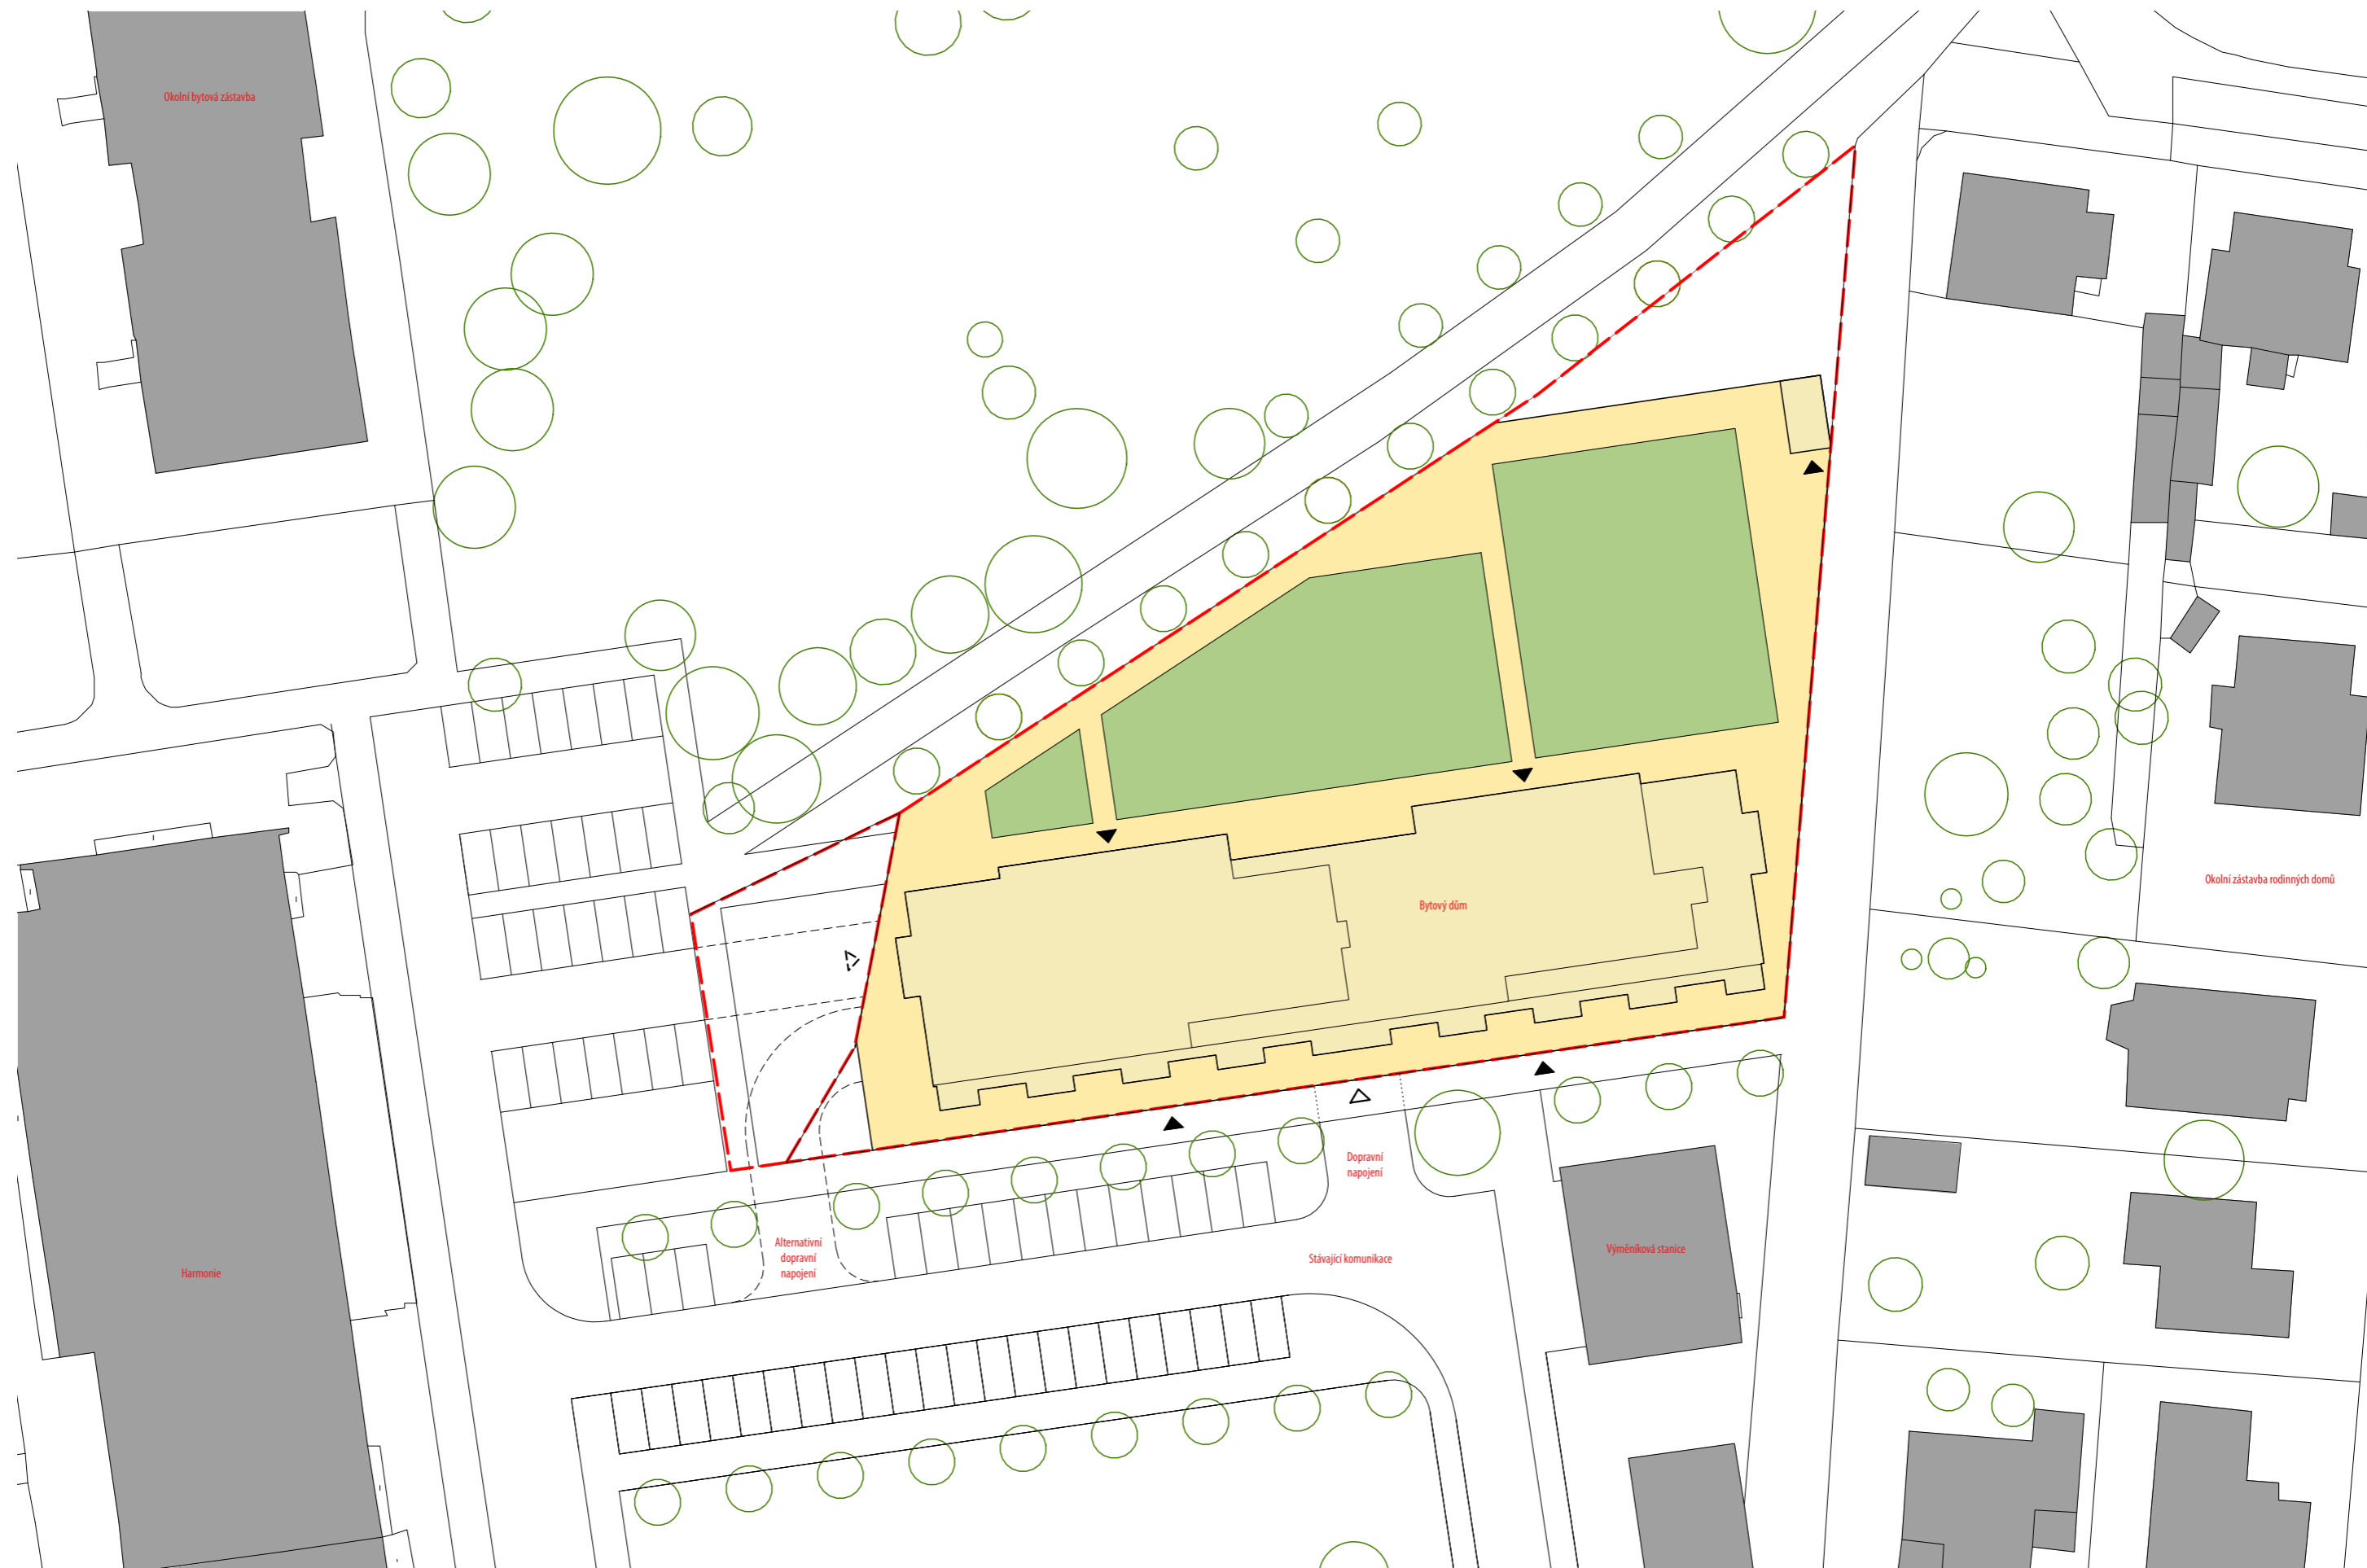 Okolní bytová zástavba
Okolní zástavba rodinných domů
Bytový dům
Dopravní
napojení
Alternativní
dopravní
napojení
Stávající komunikace
Výměníková stanice
Harmonie